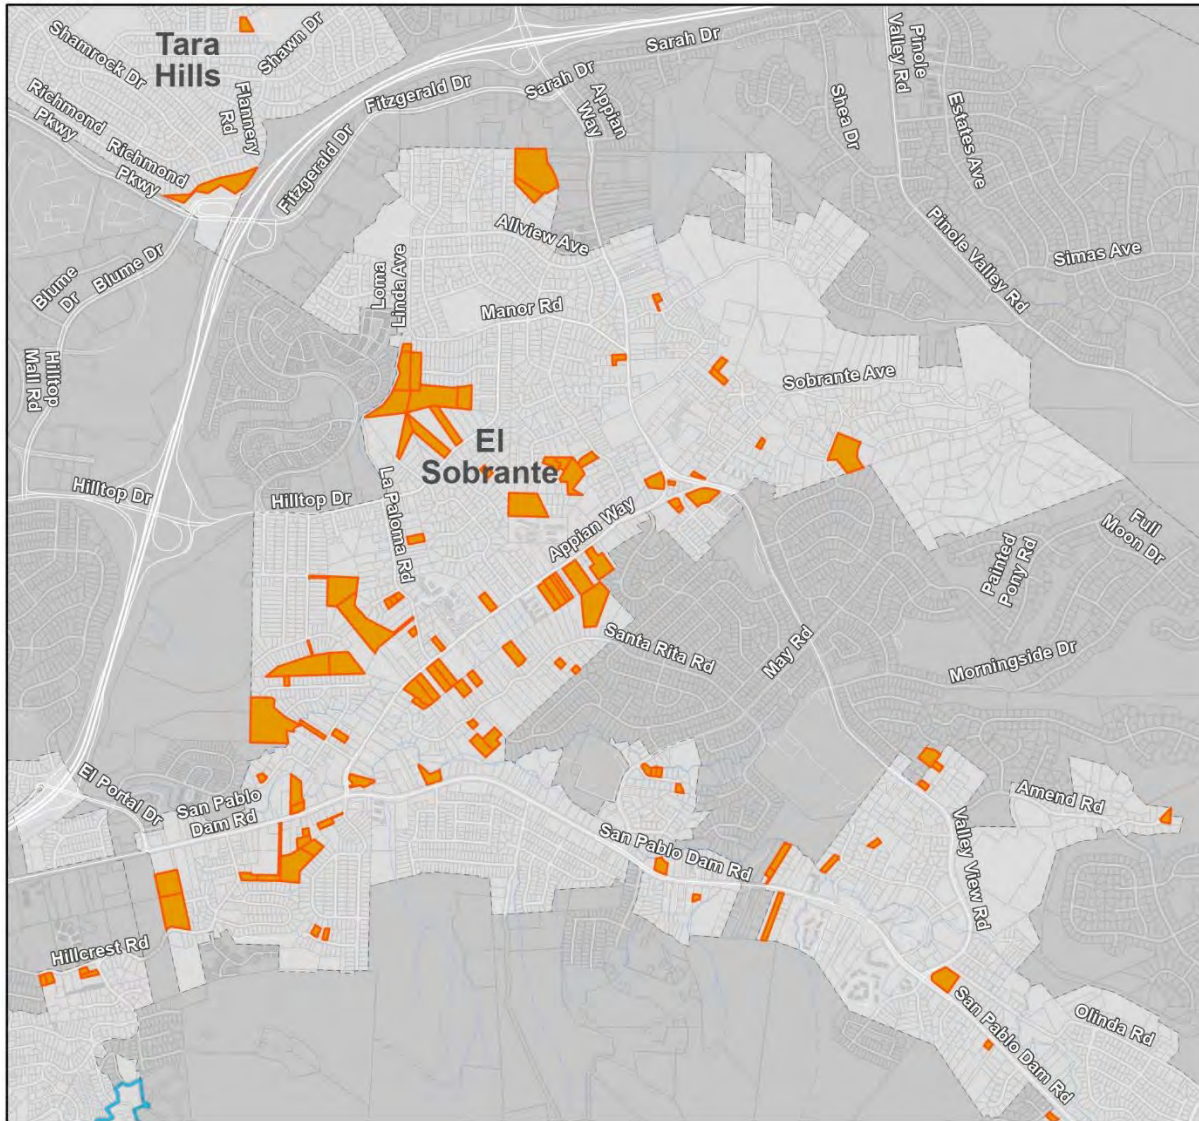 Tara
Hills
Shamrock Dr
Shawn Dr
Richmond
Pkwy
Flannery
Rd
Richmond
Pkwy
Fitzgerald Dr
Fitzgerald Dr
Sarah Dr
Sarah Dr
Appian
Way
Shea Dr
Pinole
Valley Rd
Pinole
Estates Ave
Pinole Valley Rd
Simas Ave
Allview Ave
Blume
Dr
Blume Dr
Loma
Linda Ave
Manor Rd
Hilltop
Mall Rd
Sobrante Ave
El
Sobrante
Hilltop Dr
Hilltop Dr
La Paloma Rd
Appian Way
Full
Moon Dr
Painted
Pony Rd
Santa Rita Rd
May Rd
Morningside Dr
El Portal Dr
San Pablo
Dam Rd
Amend Rd
San Pablo Dam Rd
Valley View Rd
Hillcrest Rd
San Pablo Dam Rd
Olinda Rd